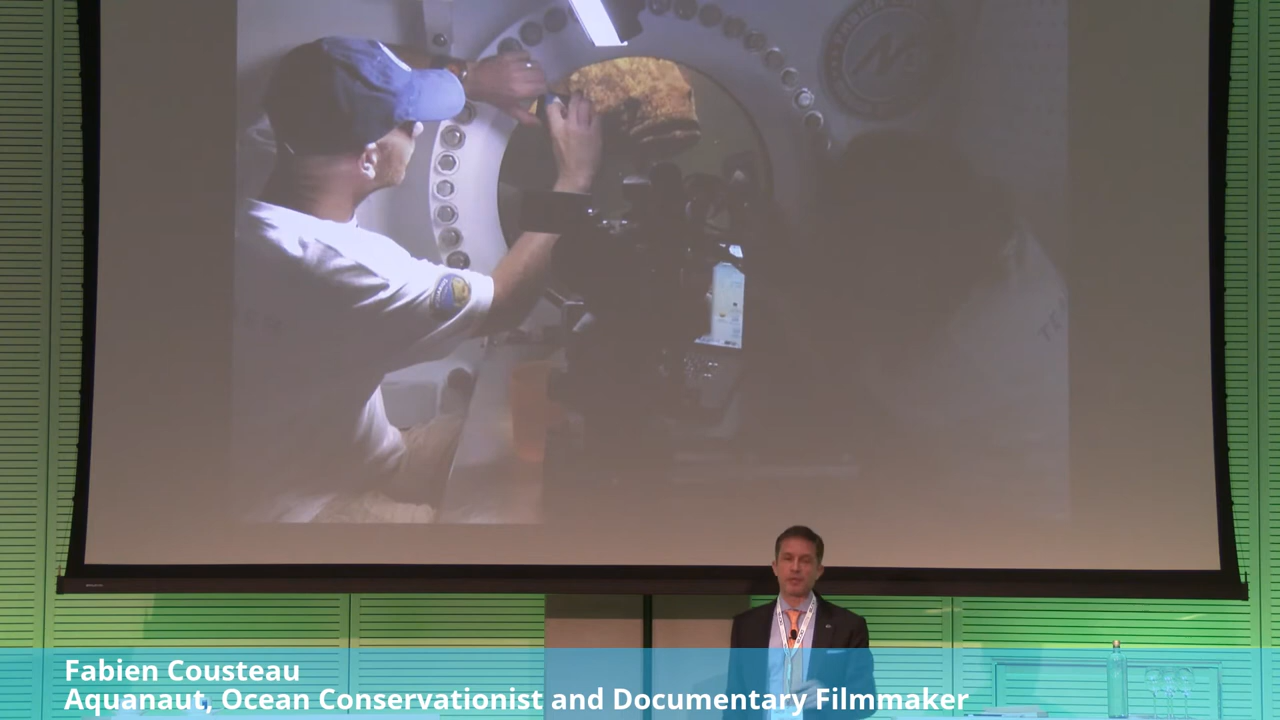 Fabien Cousteau
Aquanaut, Ocean Conservationist and Documentary Filmmaker